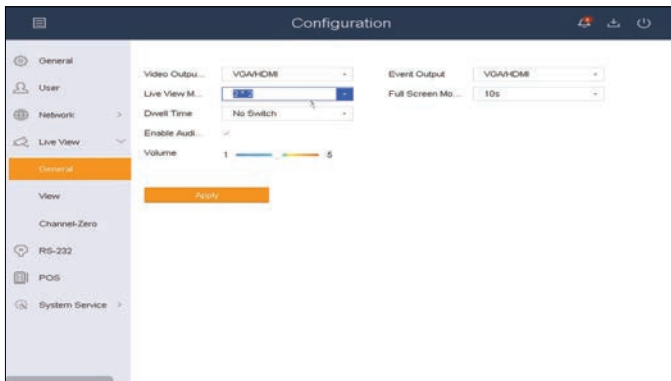 Configuration
General
User
Network >
Live View
General
View
Channel-Zero
RS-232
POS
System Service >
Video Outpu... VGA/HDMI Event Output VGA/HDMI
Live View M... 2 * 2 Full Screen Mo... 10s
Dwell Time No Switch
Enable Audi...
Volume 1 5
Apply